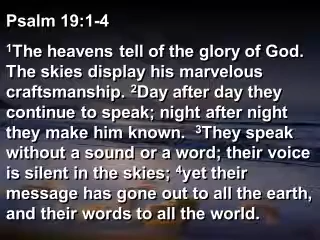 Psalm 19:1-4
¹The heavens tell of the glory of God.
The skies display his marvelous
craftsmanship. ²Day after day they
continue to speak; night after night
they make him known. ³They speak
without a sound or a word; their voice
is silent in the skies; ⁴yet their
message has gone out to all the earth,
and their words to all the world.